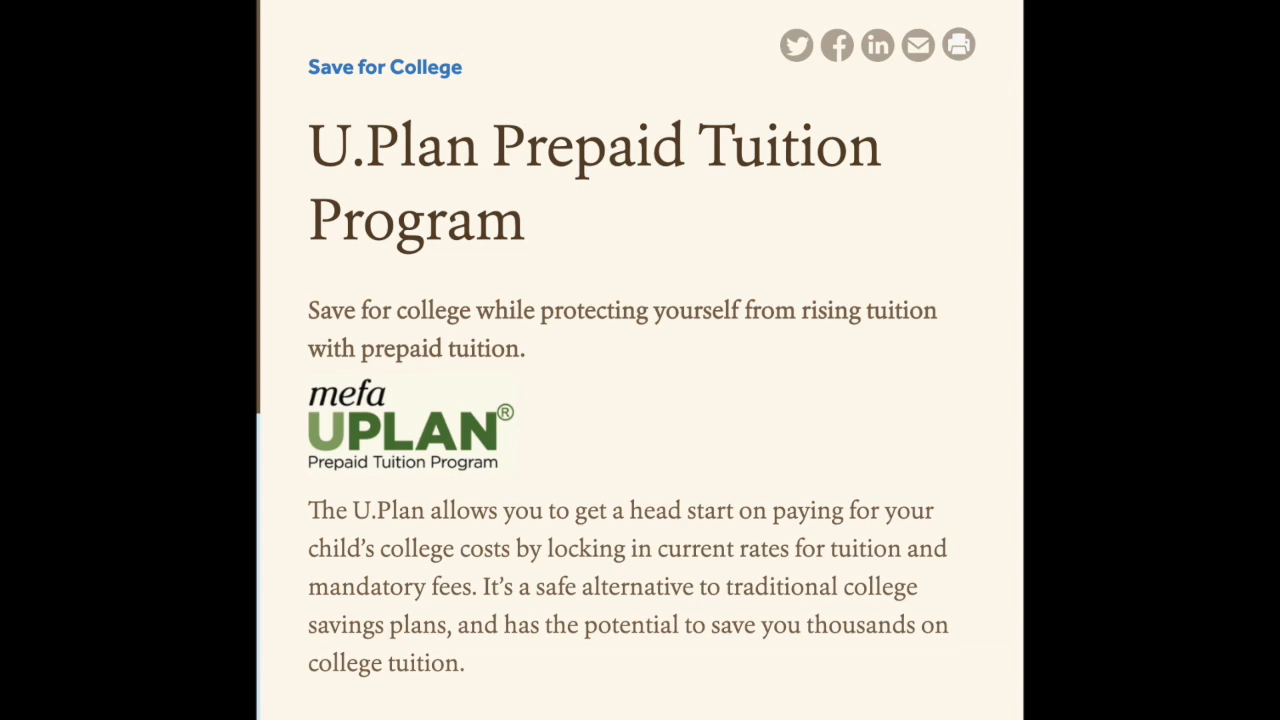 Save for College
U.Plan Prepaid Tuition
Program
Save for college while protecting yourself from rising tuition
with prepaid tuition.
mefa
UPLAN®
Prepaid Tuition Program
The U.Plan allows you to get a head start on paying for your
child’s college costs by locking in current rates for tuition and
mandatory fees. It’s a safe alternative to traditional college
savings plans, and has the potential to save you thousands on
college tuition.